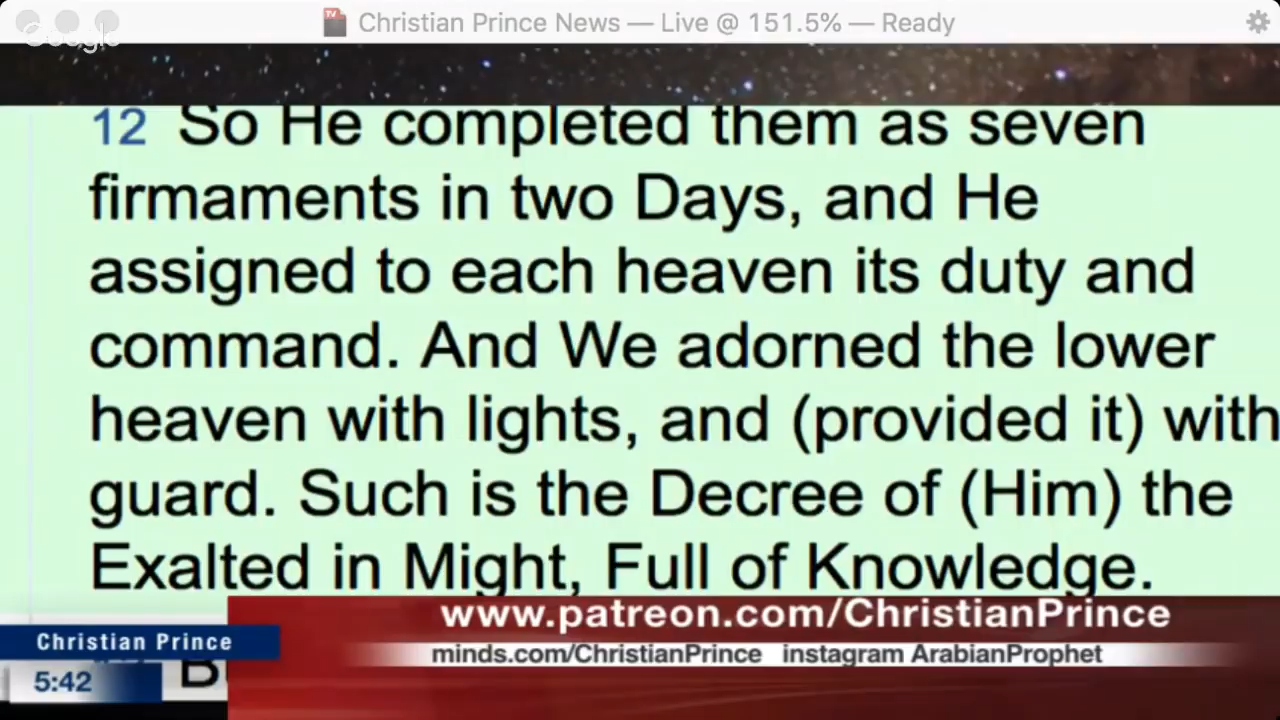 Christian Prince News — Live @ 151.5% — Ready
Google
12 So He completed them as seven
firmaments in two Days, and He
assigned to each heaven its duty and
command. And We adorned the lower
heaven with lights, and (provided it) with
guard. Such is the Decree of (Him) the
Exalted in Might, Full of Knowledge.
www.patreon.com/ChristianPrince
Christian Prince
minds.com/ChristianPrince instagram ArabianProphet
5:42